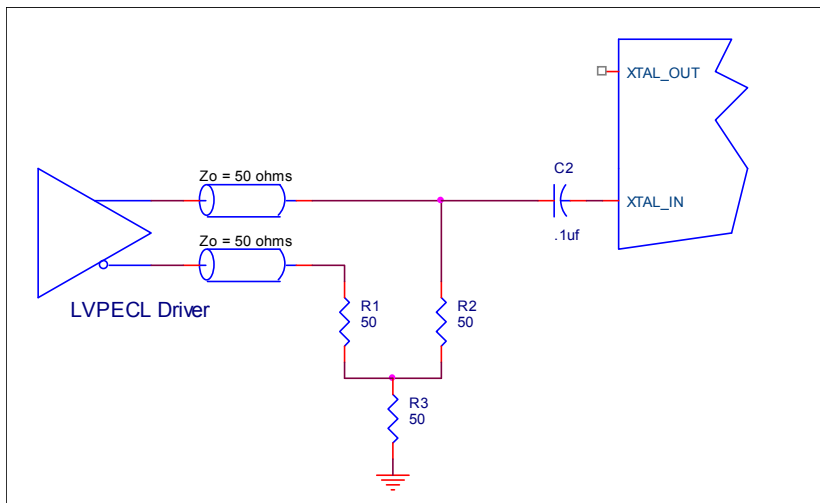 XTAL_OUT
C2
Zo = 50 ohms
XTAL_IN
.1uf
Zo = 50 ohms
LVPECL Driver
R1
50
R2
50
R3
50